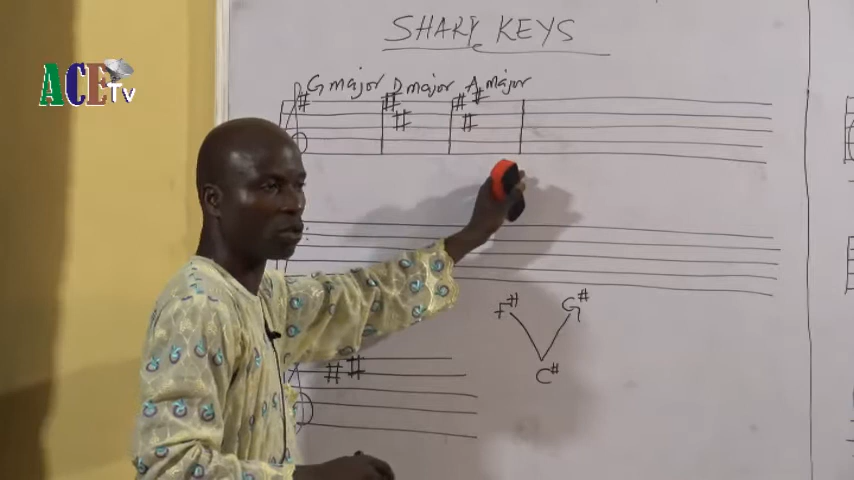 SHARP KEYS
ACE TV
G major D major A major
# # # # #
#
F# G#
C#
# #